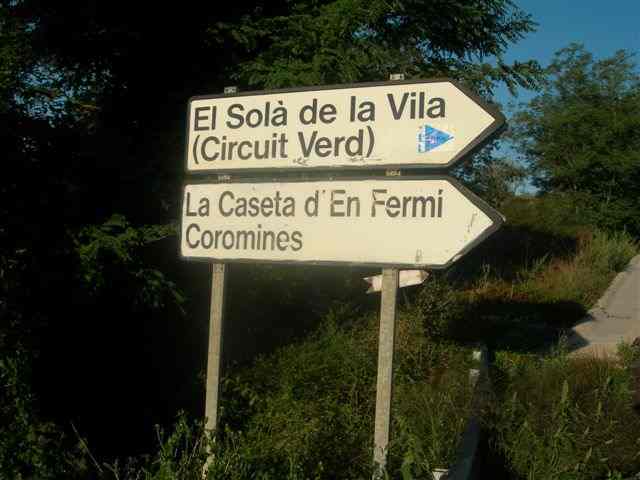 El Solà de la Vila
(Circuit Verd)
La Caseta d'En Fermí
Coromines